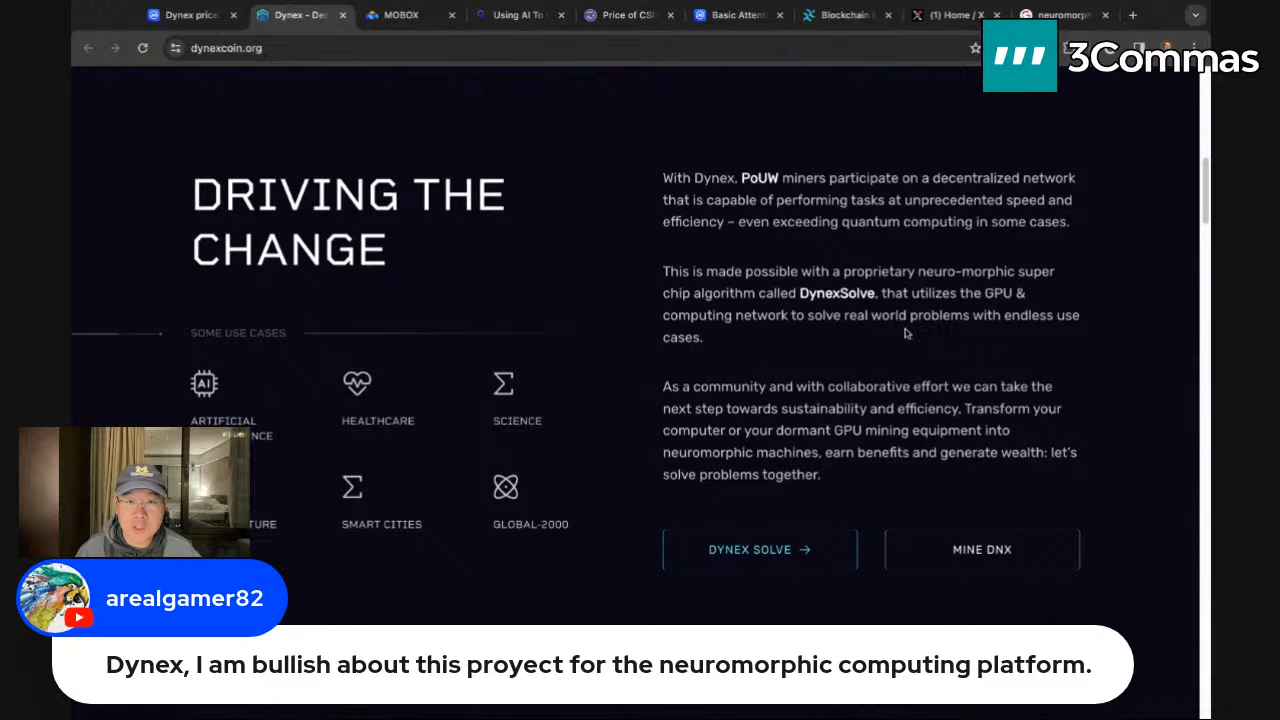 Dynex price
Dynex - Dec
MOBOX
Using AI To
Price of CSI
Basic Attent
Blockchain
(1) Home / X
neuromorph
dynexcoin.org
3Commas
DRIVING THE
CHANGE
SOME USE CASES
AI
ARTIFICIAL
HEALTHCARE
SCIENCE
SMART CITIES
GLOBAL-2000
With Dynex, PoUW miners participate on a decentralized network
that is capable of performing tasks at unprecedented speed and
efficiency – even exceeding quantum computing in some cases.
This is made possible with a proprietary neuro-morphic super
chip algorithm called DynexSolve, that utilizes the GPU &
computing network to solve real world problems with endless use
cases.
As a community and with collaborative effort we can take the
next step towards sustainability and efficiency. Transform your
computer or your dormant GPU mining equipment into
neuromorphic machines, earn benefits and generate wealth: let's
solve problems together.
DYNEX SOLVE →
MINE DNX
arealgamer82
Dynex, I am bullish about this proyect for the neuromorphic computing platform.